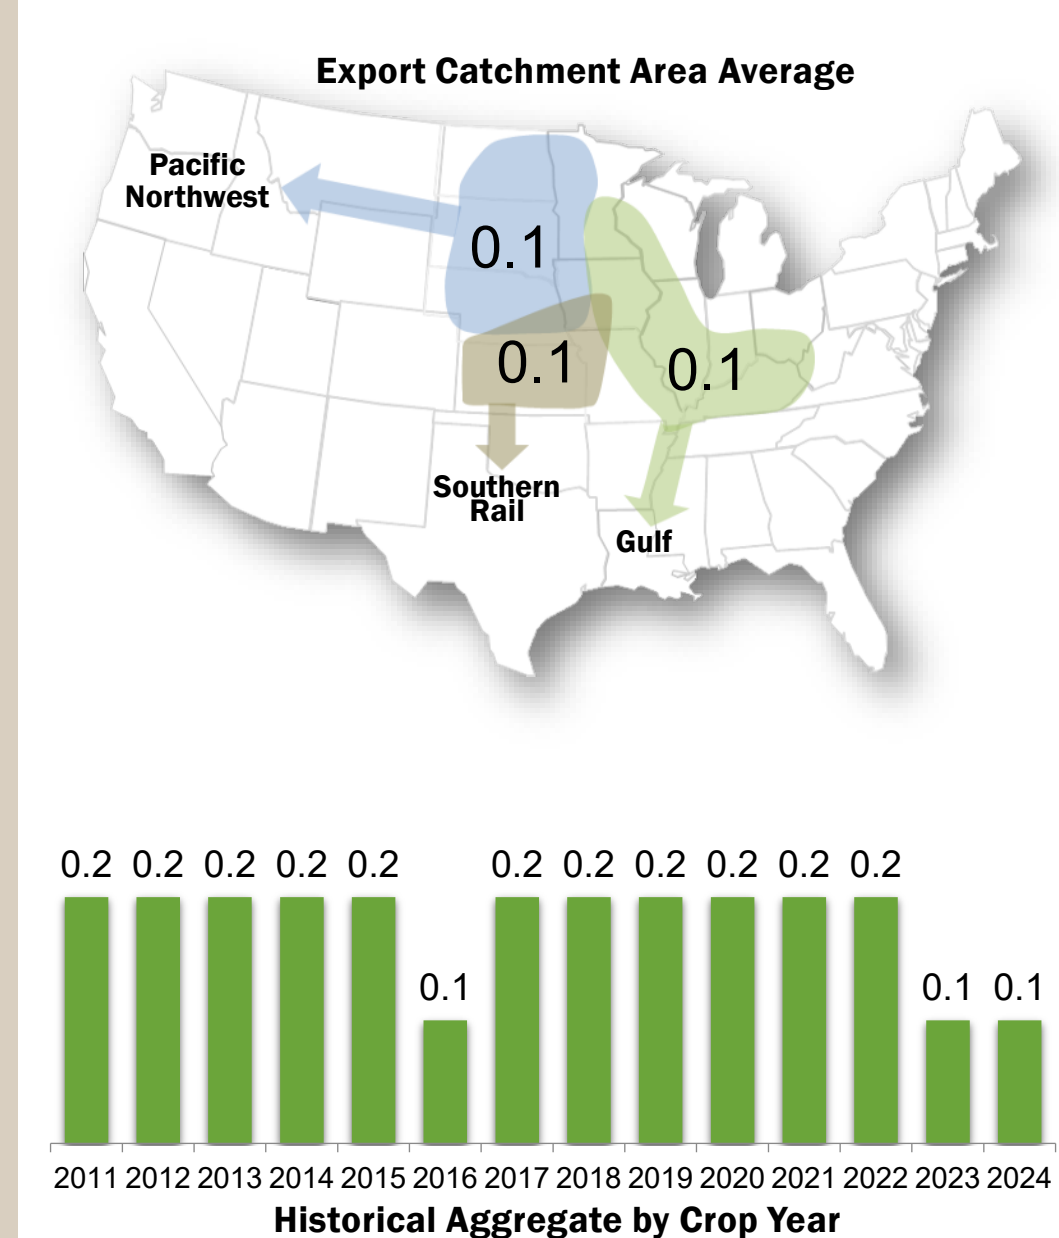 Export Catchment Area Average
Pacific
Northwest
0.1
0.1
0.1
Southern
Rail
Gulf
0.2 0.2 0.2 0.2 0.2 0.2 0.2 0.2 0.2 0.2 0.2
0.1 0.1 0.1
2011 2012 2013 2014 2015 2016 2017 2018 2019 2020 2021 2022 2023 2024
Historical Aggregate by Crop Year